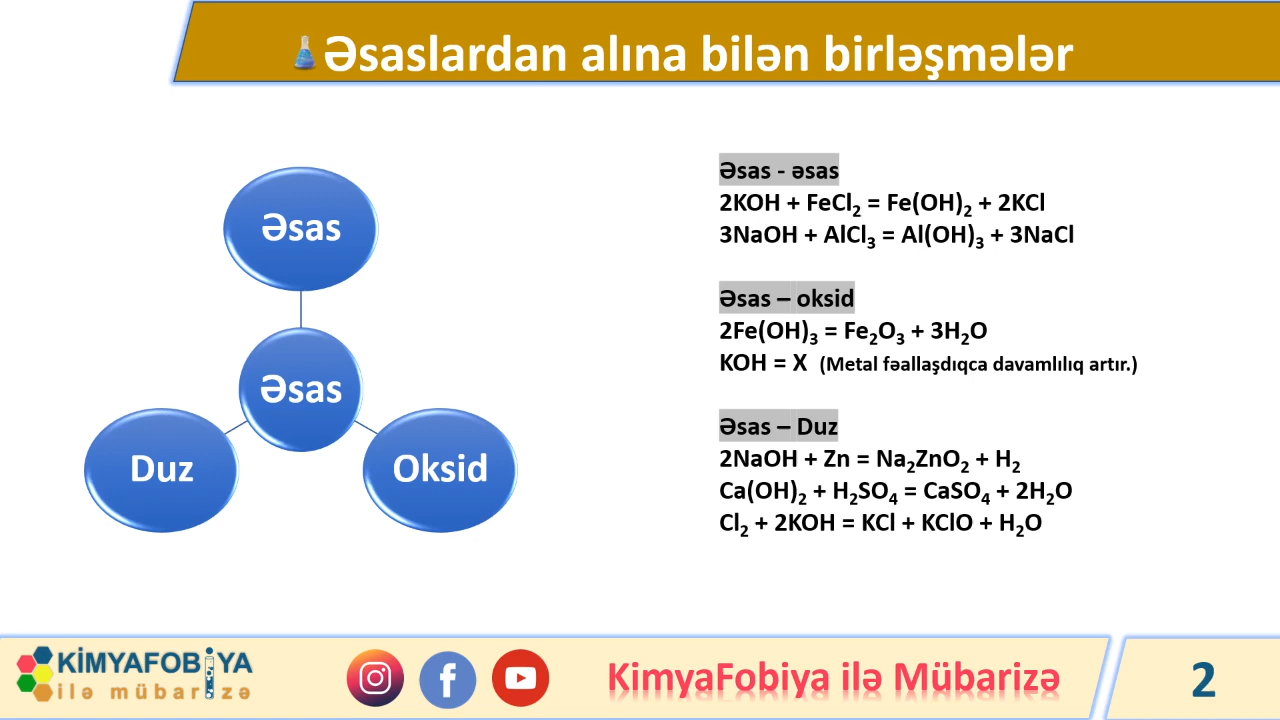 Əsaslardan alına bilən birləşmələr
Əsas
Əsas
Duz
Oksid
Əsas - əsas
2KOH + FeCl₂ = Fe(OH)₂ + 2KCl
3NaOH + AlCl₃ = Al(OH)₃ + 3NaCl
Əsas – oksid
2Fe(OH)₃ = Fe₂O₃ + 3H₂O
KOH = X (Metal fəallaşdıqca davamlılıq artır.)
Əsas – Duz
2NaOH + Zn = Na₂ZnO₂ + H₂
Ca(OH)₂ + H₂SO₄ = CaSO₄ + 2H₂O
Cl₂ + 2KOH = KCl + KClO + H₂O
KİMYAFOBİYA
ilə mübarizə
KimyaFobiya ilə Mübarizə
2